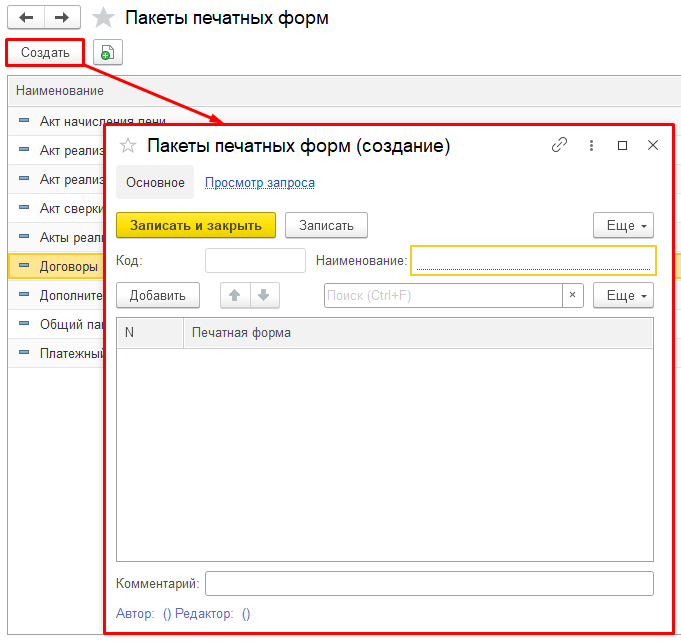 Пакеты печатных форм
Создать
Наименование
Акт начисления пени
Акт реализ
Акт реализ
Акт сверки
Акты реал
Договоры
Дополните
Общий па
Платежный
Пакеты печатных форм (создание)
Основное Просмотр запроса
Записать и закрыть Записать Еще
Код: Наименование:
Добавить Поиск (Ctrl+F) × Еще
N Печатная форма
Комментарий:
Автор: () Редактор: ()